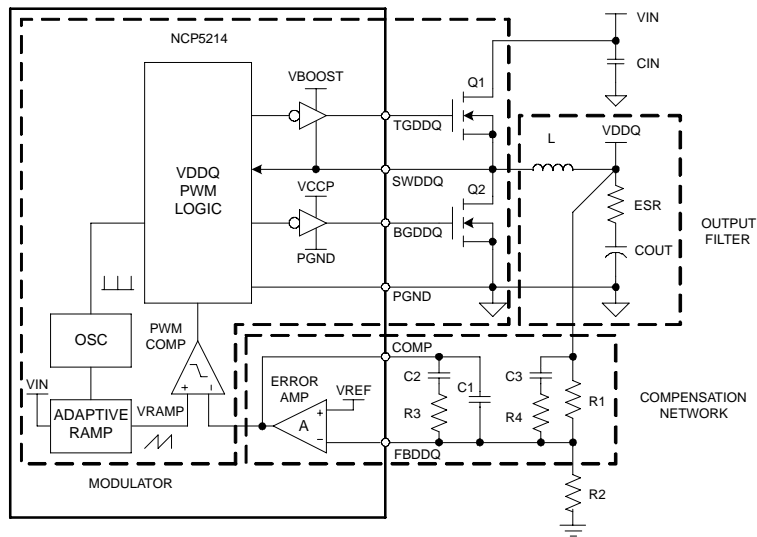 NCP5214
VIN
CIN
VBOOST
Q1
TGDDQ
VDDQ
PWM
LOGIC
SWDDQ
L
VDDQ
VCCP
Q2
BGDDQ
PGND
ESR
COUT
OUTPUT
FILTER
PGND
OSC
PWM
COMP
COMP
VIN
ADAPTIVE
RAMP
VRAMP
+
-
ERROR
AMP
VREF
A
+
-
C2
C1
C3
R3
R4
R1
COMPENSATION
NETWORK
FBDDQ
MODULATOR
R2